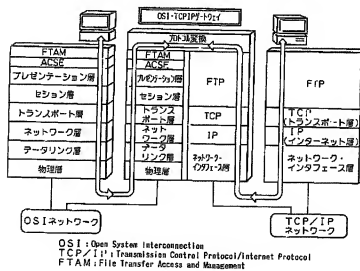 OSI・TCPIPゲートウェイ
プロトコル変換
FTAM
ACSE
プレゼンテーション層
セション層
トランスポート層
ネットワーク層
データリンク層
物理層
FTAM
ACSE
プレゼンテーション層
セション層
トランス
ポート層
ネット
ワーク層
データ
リンク層
物理層
FTP
TCP
IP
ネットワーク・
インタフェース層
FTP
TCP
(トランスポート層)
IP
(インターネット層)
ネットワーク・
インタフェース層
OSIネットワーク
TCP/IP
ネットワーク
OSI:Open System Interconnection
TCP/IP:Transmission Control Protocol/Internet Protocol
FTAM:File Transfer Access and Management